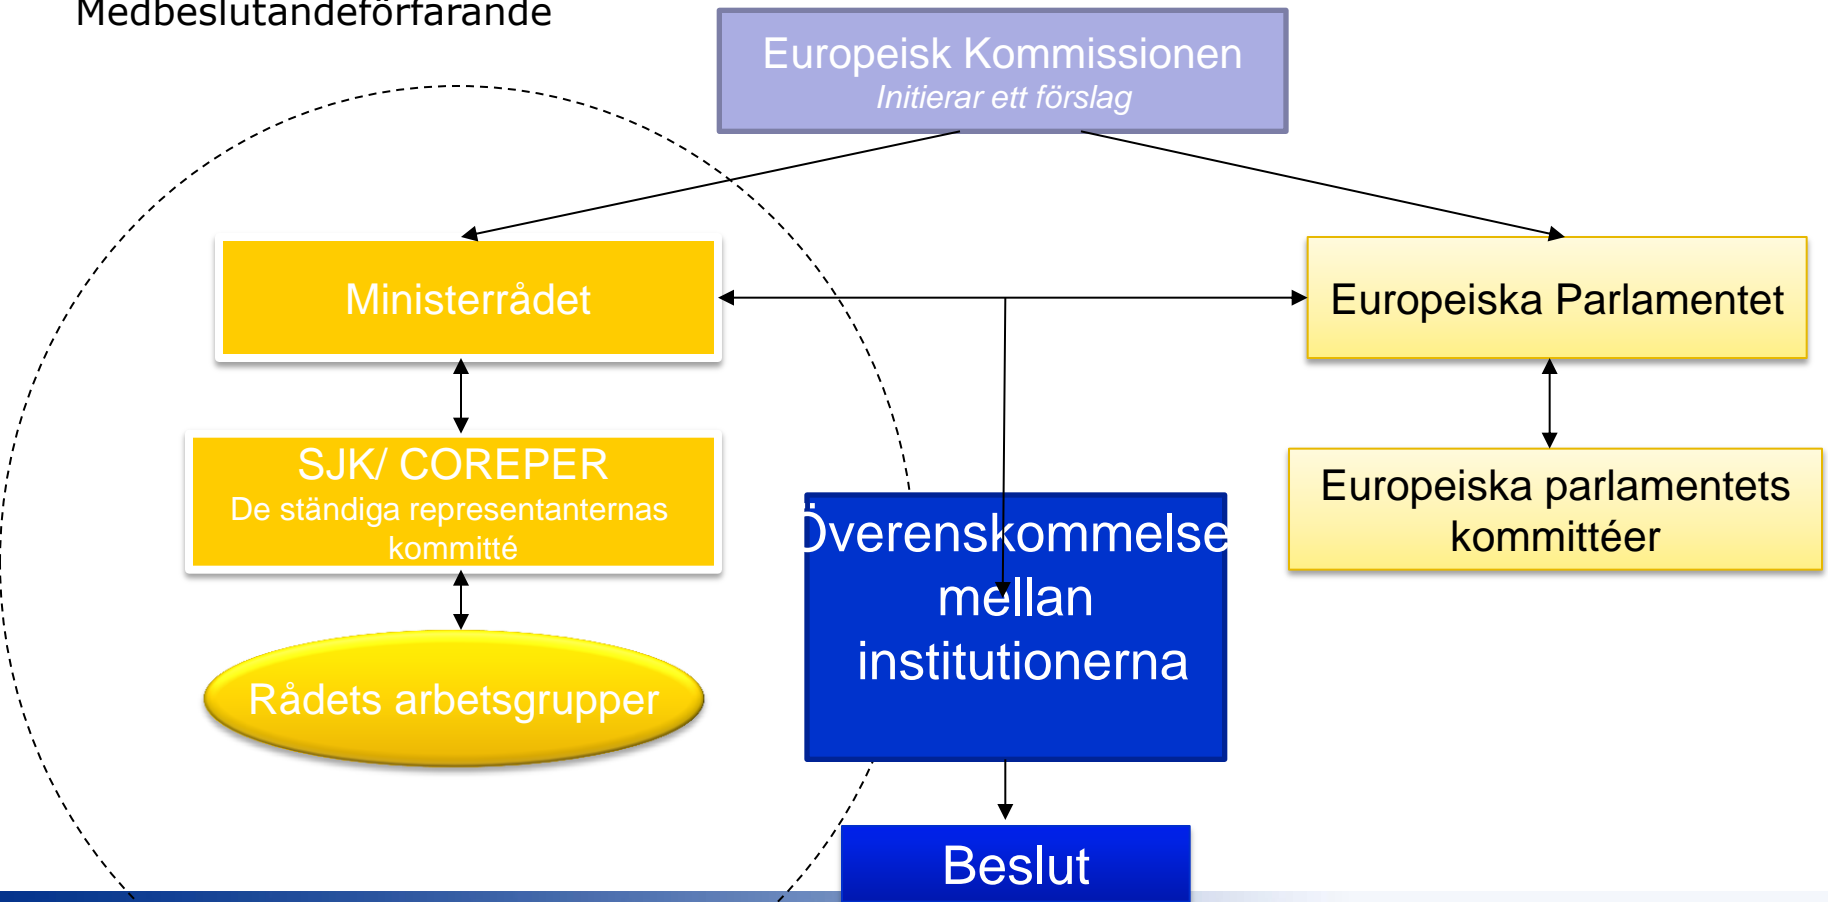 Medbeslutandeförfarande
Europeisk Kommissionen
Initierar ett förslag
Ministerrådet
Europeiska Parlamentet
SJK/ COREPER
De ständiga representanternas
kommitté
Europeiska parlamentets
kommittéer
Överenskommelse
mellan
institutionerna
Rådets arbetsgrupper
Beslut